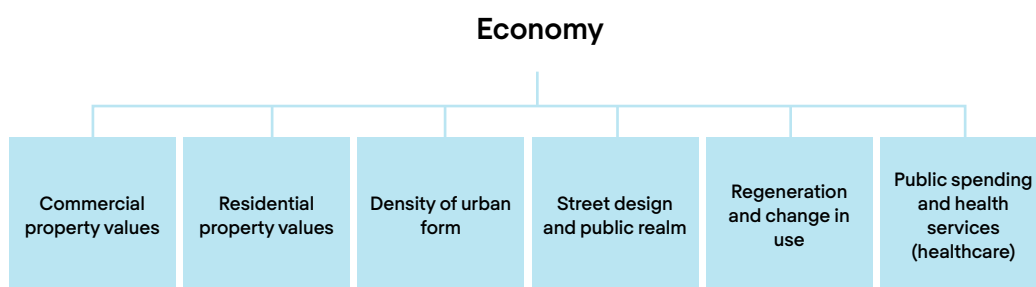 Economy
Commercial
property values
Residential
property values
Density of urban
form
Street design
and public realm
Regeneration
and change in
use
Public spending
and health
services
(healthcare)